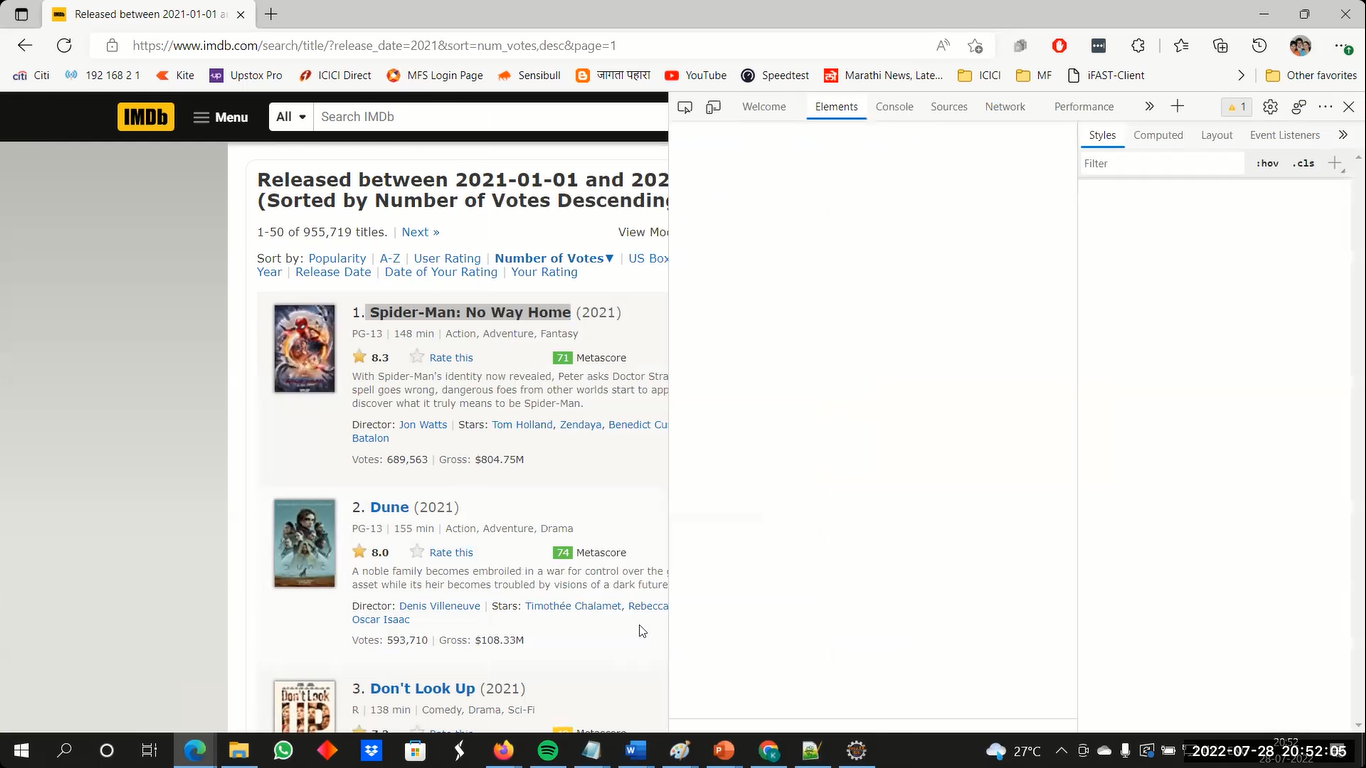 Released between 2021-01-01 an
https://www.imdb.com/search/title/?release_date=2021&sort=num_votes,desc&page=1
citi Citi 192 168 2 1 Kite up Upstox Pro ICICI Direct MFS Login Page Sensibull जागता पहारा YouTube Speedtest Marathi News, Late... ICICI MF iFAST-Client Other favorites
IMDb Menu All Search IMDb
Welcome Elements Console Sources Network Performance 1
Styles Computed Layout Event Listeners
Filter :hov .cls
Released between 2021-01-01 and 202
(Sorted by Number of Votes Descending
1-50 of 955,719 titles. | Next » View Mo
Sort by: Popularity | A-Z | User Rating | Number of Votes▼ | US Box
Year | Release Date | Date of Your Rating | Your Rating
1. Spider-Man: No Way Home (2021)
PG-13 | 148 min | Action, Adventure, Fantasy
8.3 Rate this 71 Metascore
With Spider-Man's identity now revealed, Peter asks Doctor Stra
spell goes wrong, dangerous foes from other worlds start to app
discover what it truly means to be Spider-Man.
Director: Jon Watts | Stars: Tom Holland, Zendaya, Benedict Cu
Batalon
Votes: 689,563 | Gross: $804.75M
2. Dune (2021)
PG-13 | 155 min | Action, Adventure, Drama
8.0 Rate this 74 Metascore
A noble family becomes embroiled in a war for control over the g
asset while its heir becomes troubled by visions of a dark future
Director: Denis Villeneuve | Stars: Timothée Chalamet, Rebecca
Oscar Isaac
Votes: 593,710 | Gross: $108.33M
3. Don't Look Up (2021)
R | 138 min | Comedy, Drama, Sci-Fi
27°C 2022-07-28 20:52:05